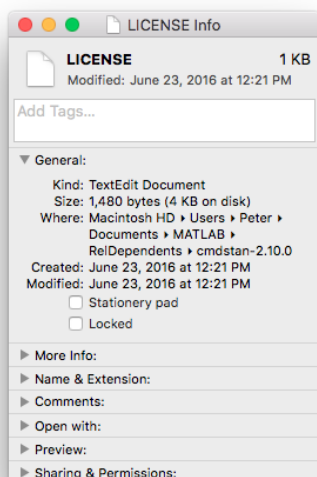 LICENSE Info
LICENSE 1 KB
Modified: June 23, 2016 at 12:21 PM
Add Tags...
General:
Kind: TextEdit Document
Size: 1,480 bytes (4 KB on disk)
Where: Macintosh HD ▸ Users ▸ Peter ▸
Documents ▸ MATLAB ▸
RelDependents ▸ cmdstan-2.10.0
Created: June 23, 2016 at 12:21 PM
Modified: June 23, 2016 at 12:21 PM
Stationery pad
Locked
More Info:
Name & Extension:
Comments:
Open with:
Preview:
Sharing & Permissions: